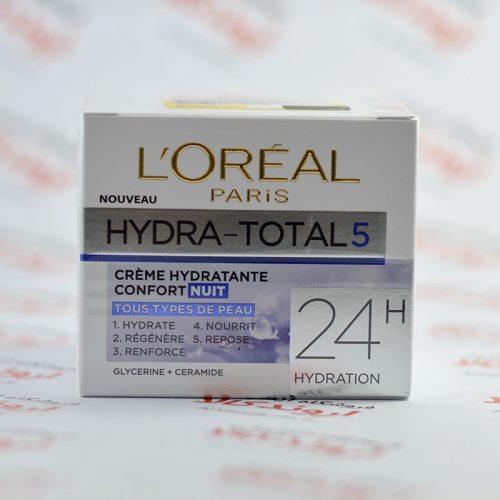 L'ORÉAL
PARIS
NOUVEAU
HYDRA-TOTAL 5
CRÈME HYDRATANTE
CONFORT NUIT
TOUS TYPES DE PEAU
1. HYDRATE 4. NOURRIT
2. RÉGÉNÈRE 5. REPOSE
3. RENFORCE
GLYCERINE + CERAMIDE
24H
HYDRATION